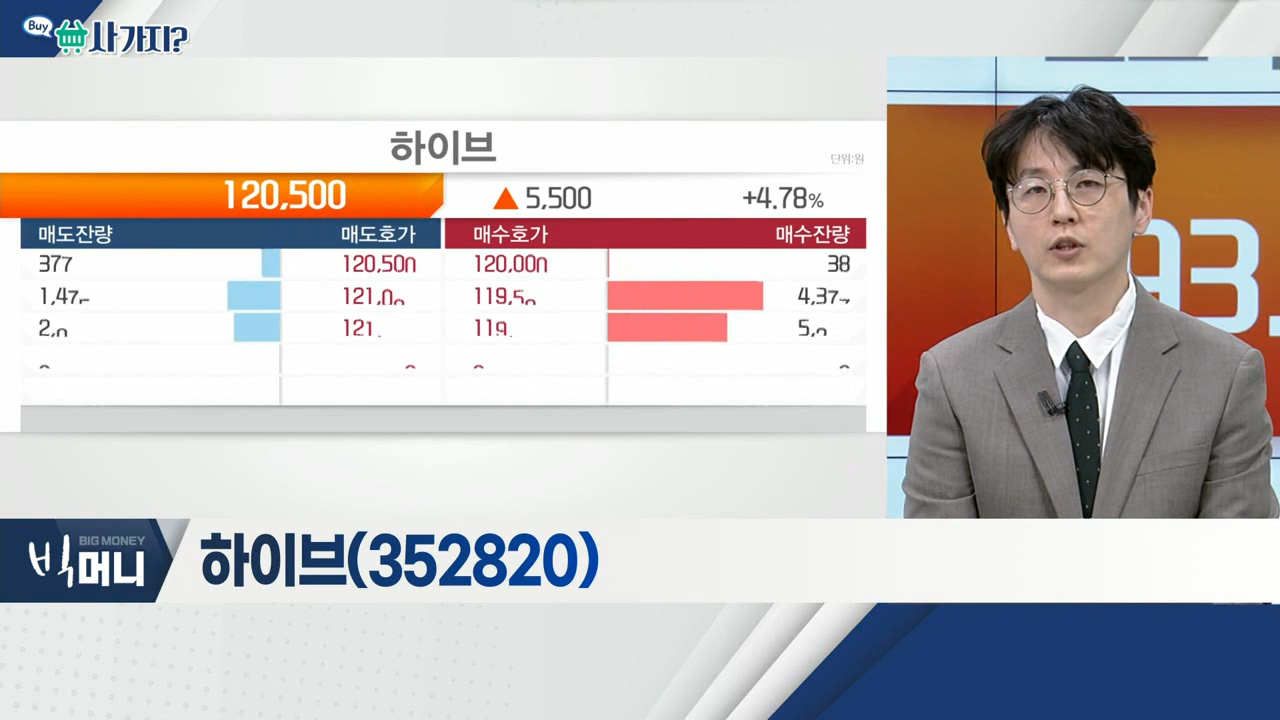 Buy 사 가지?
하이브
단위:원
120,500 ▲ 5,500 +4.78%
매도잔량 매도호가 매수호가 매수잔량
377 120,500 120,000 38
93.
빅머니 BIG MONEY
하이브(352820)